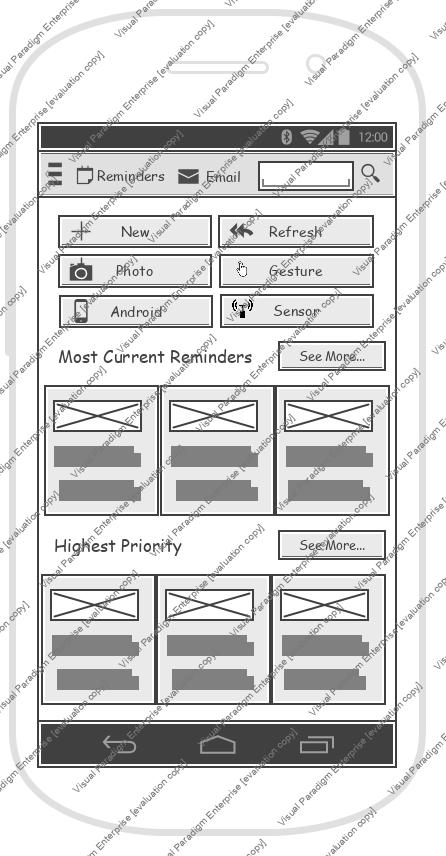 12:00
Reminders Email
New Refresh
Photo Gesture
Android Sensor
Most Current Reminders See More...
Highest Priority See More...
Visual Paradigm Enterprise [evaluation copy]